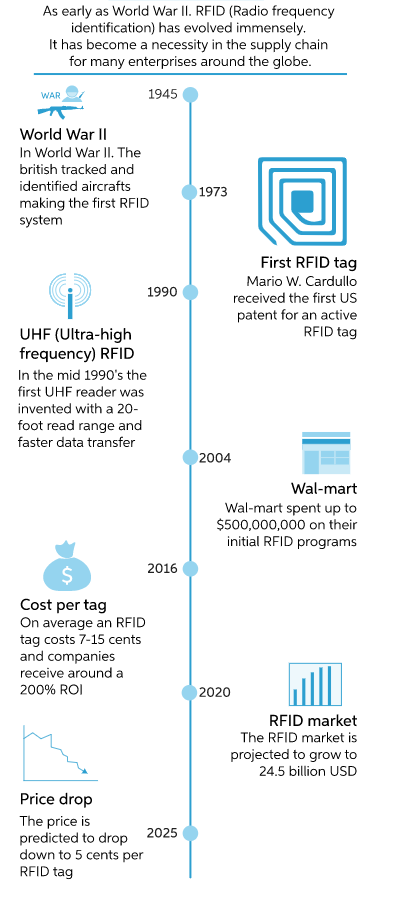 As early as World War II. RFID (Radio frequency
identification) has evolved immensely.
It has become a necessity in the supply chain
for many enterprises around the globe.
WAR
1945
World War II
In World War II. The
british tracked and
identified aircrafts
making the first RFID
system
1973
First RFID tag
Mario W. Cardullo
received the first US
patent for an active
RFID tag
1990
UHF (Ultra-high
frequency) RFID
In the mid 1990's the
first UHF reader was
invented with a 20-
foot read range and
faster data transfer
2004
Wal-mart
Wal-mart spent up to
$500,000,000 on their
initial RFID programs
2016
$
Cost per tag
On average an RFID
tag costs 7-15 cents
and companies
receive around a
200% ROI
2020
RFID market
The RFID market is
projected to grow to
24.5 billion USD
Price drop
The price is
predicted to drop
down to 5 cents per
RFID tag
2025